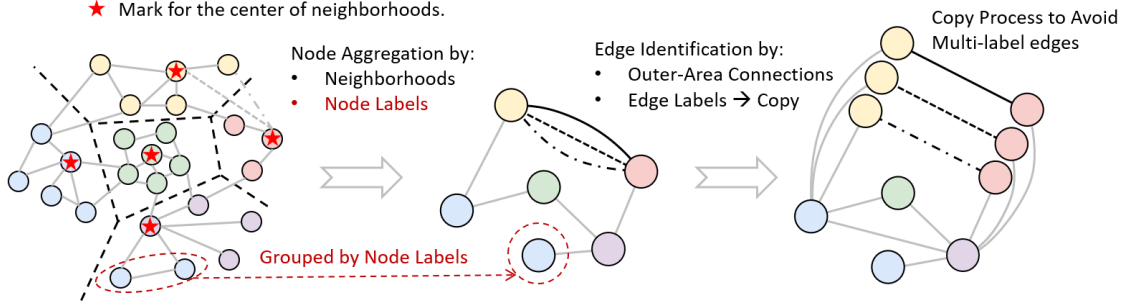 Mark for the center of neighborhoods.
Node Aggregation by:
• Neighborhoods
• Node Labels
Grouped by Node Labels
Edge Identification by:
• Outer-Area Connections
• Edge Labels → Copy
Copy Process to Avoid
Multi-label edges